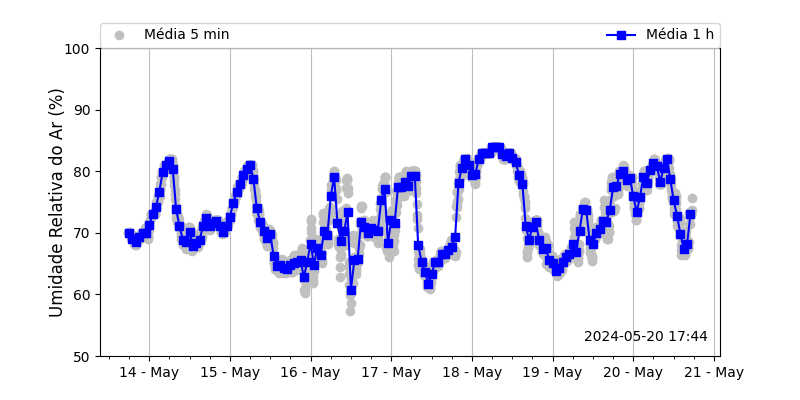 Média 5 min
Média 1 h
Umidade Relativa do Ar (%)
100
90
80
70
60
50
2024-05-20 17:44
14 - May
15 - May
16 - May
17 - May
18 - May
19 - May
20 - May
21 - May